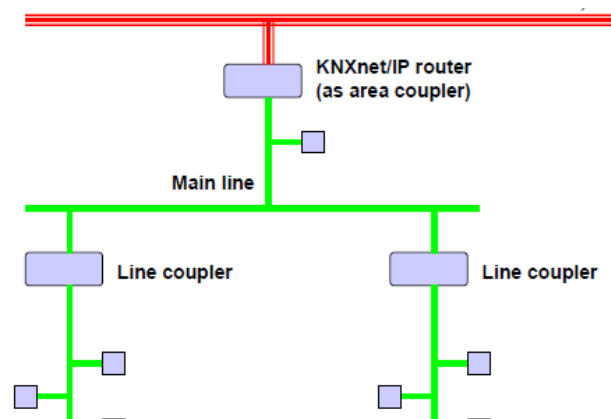 KNXnet/IP router
(as area coupler)
Main line
Line coupler
Line coupler